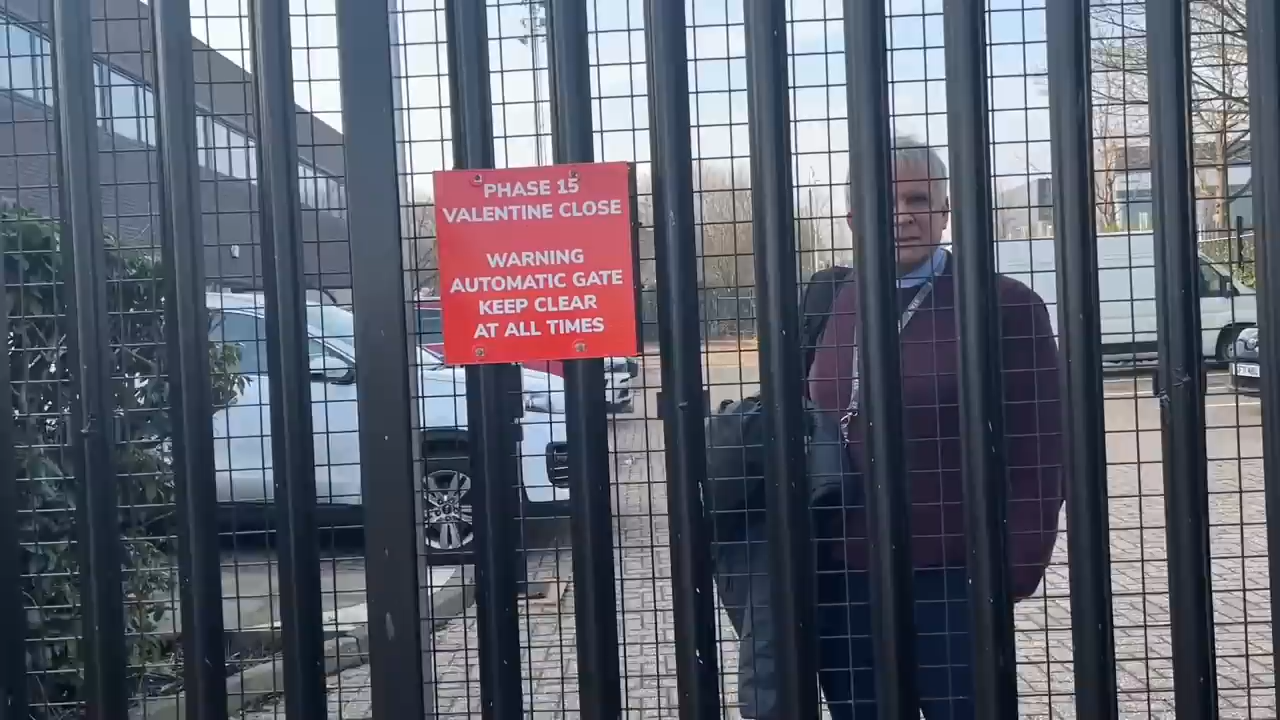 PHASE 15
VALENTINE CLOSE
WARNING
AUTOMATIC GATE
KEEP CLEAR
AT ALL TIMES